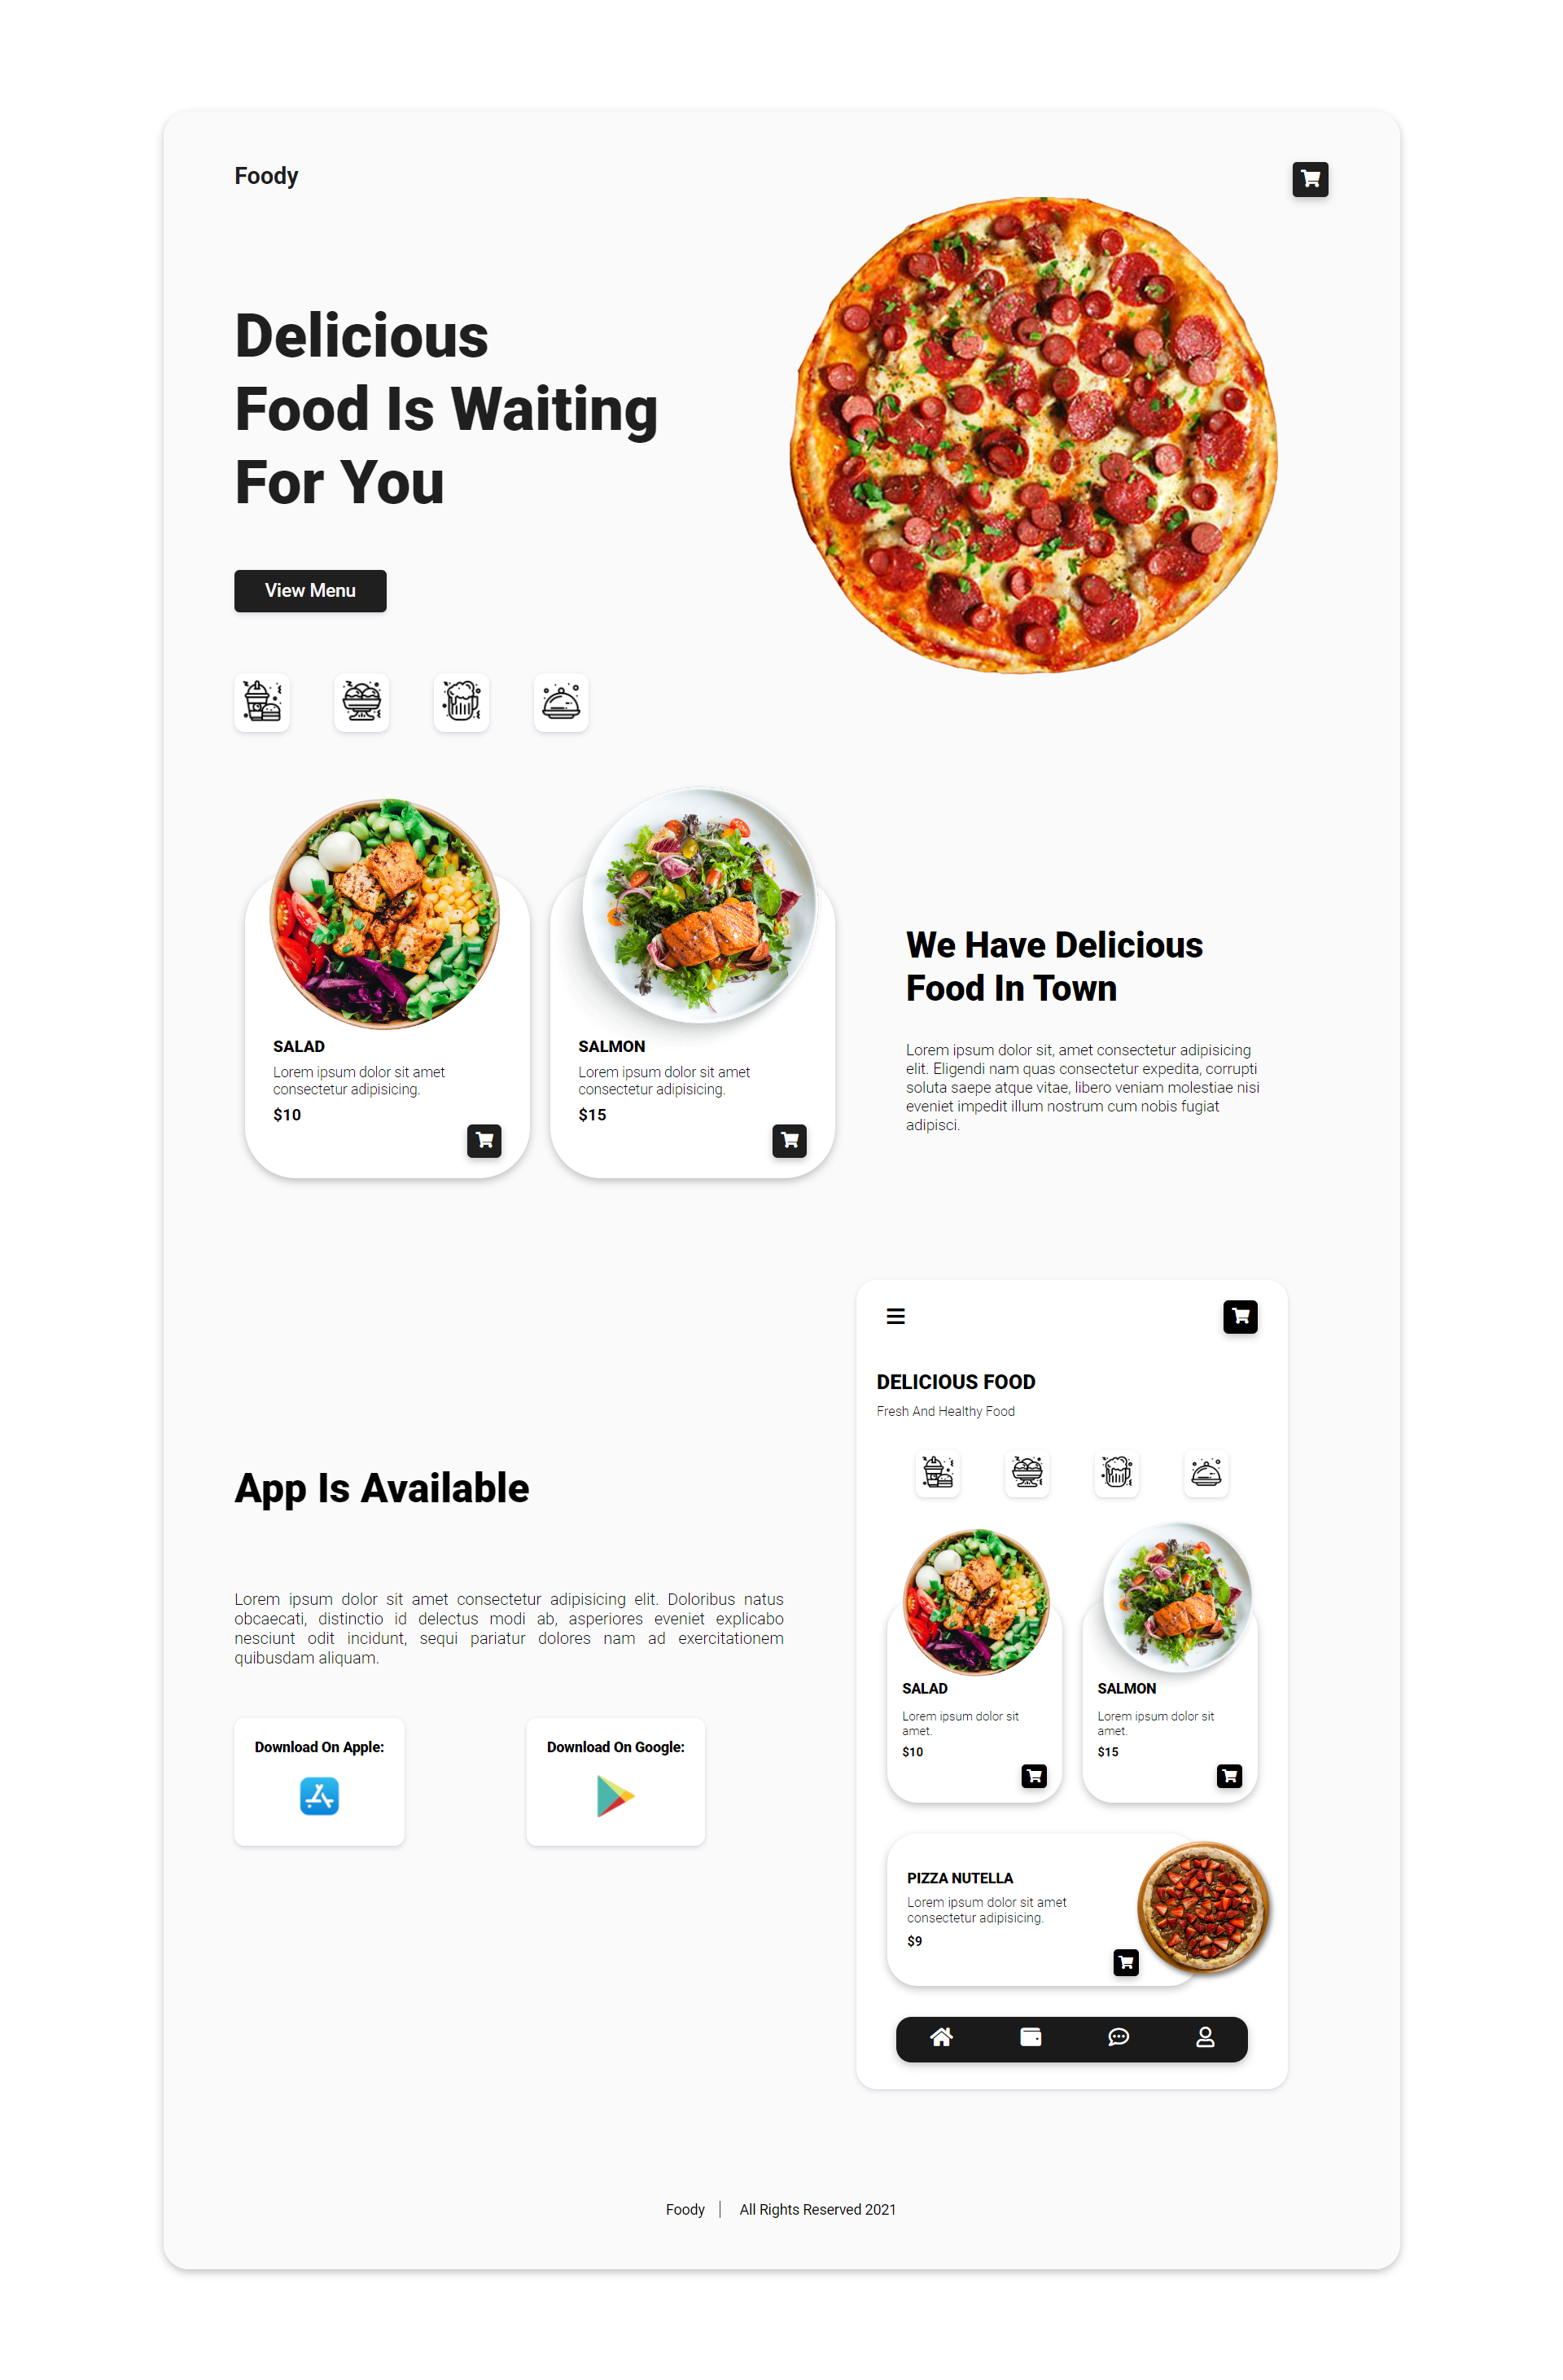 Foody
Delicious
Food Is Waiting
For You
View Menu
SALAD
Lorem ipsum dolor sit amet
consectetur adipisicing.
$10
SALMON
Lorem ipsum dolor sit amet
consectetur adipisicing.
$15
We Have Delicious
Food In Town
Lorem ipsum dolor sit, amet consectetur adipisicing
elit. Eligendi nam quas consectetur expedita, corrupti
soluta saepe atque vitae, libero veniam molestiae nisi
eveniet impedit illum nostrum cum nobis fugiat
adipisci.
App Is Available
Lorem ipsum dolor sit amet consectetur adipisicing elit. Doloribus natus
obcaecati, distinctio id delectus modi ab, asperiores eveniet explicabo
nesciunt odit incidunt, sequi pariatur dolores nam ad exercitationem
quibusdam aliquam.
Download On Apple:
Download On Google:
DELICIOUS FOOD
Fresh And Healthy Food
SALAD
Lorem ipsum dolor sit
amet.
$10
SALMON
Lorem ipsum dolor sit
amet.
$15
PIZZA NUTELLA
Lorem ipsum dolor sit amet
consectetur adipisicing.
$9
Foody | All Rights Reserved 2021